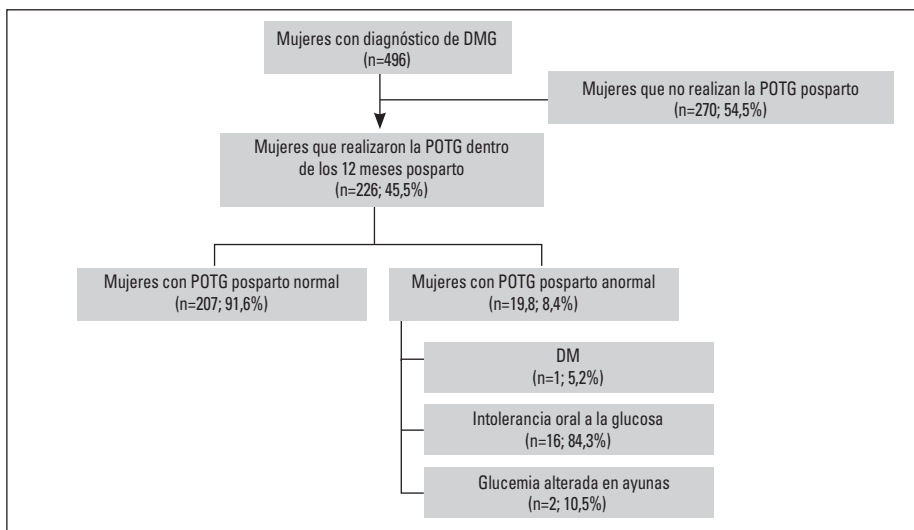 Mujeres con diagnóstico de DMG
(n=496)
Mujeres que no realizan la POTG posparto
(n=270; 54,5%)
Mujeres que realizaron la POTG dentro
de los 12 meses posparto
(n=226; 45,5%)
Mujeres con POTG posparto normal
(n=207; 91,6%)
Mujeres con POTG posparto anormal
(n=19,8; 8,4%)
DM
(n=1; 5,2%)
Intolerancia oral a la glucosa
(n=16; 84,3%)
Glucemia alterada en ayunas
(n=2; 10,5%)